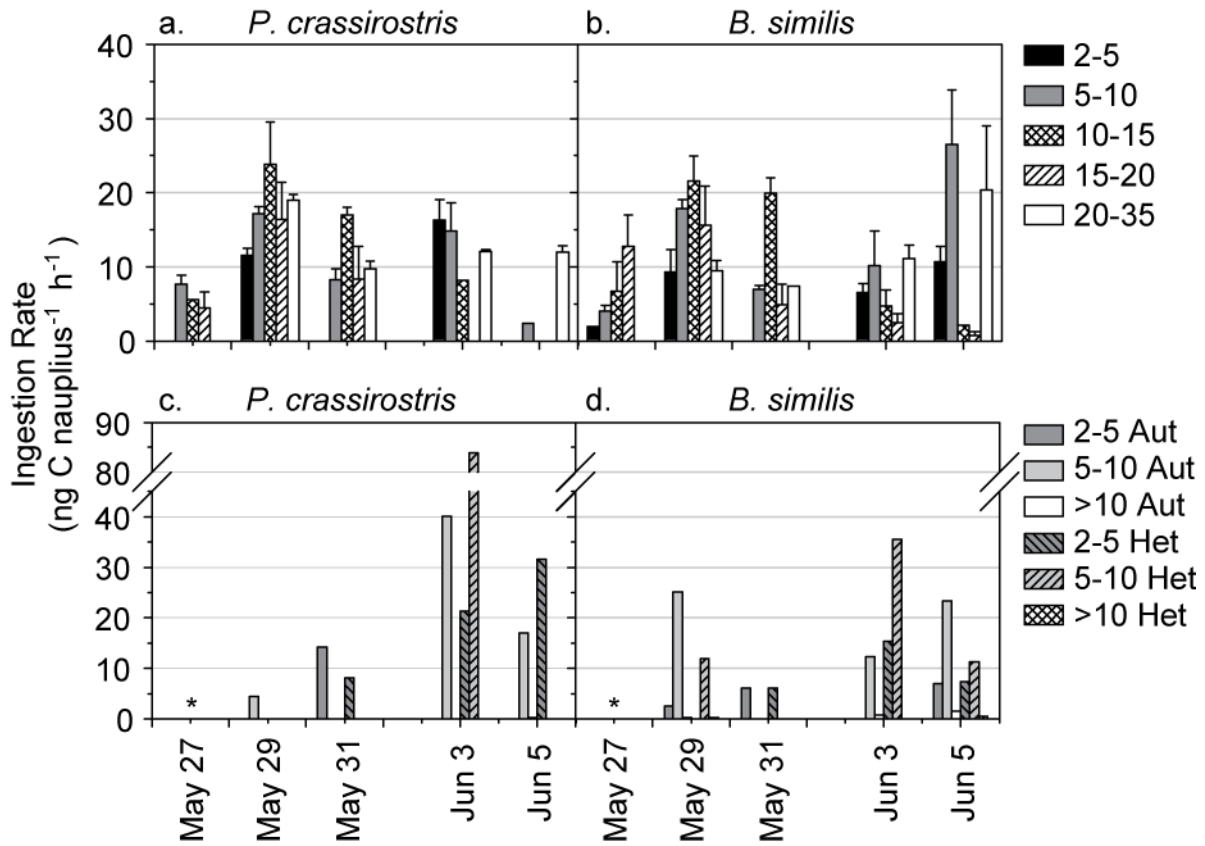 a. P. crassirostris
b. B. similis
40
30
20
10
0
2-5
5-10
10-15
15-20
20-35
Ingestion Rate
(ng C nauplius⁻¹ h⁻¹)
c. P. crassirostris
d. B. similis
90
80
40
30
20
10
0
*
*
2-5 Aut
5-10 Aut
>10 Aut
2-5 Het
5-10 Het
>10 Het
May 27
May 29
May 31
Jun 3
Jun 5
May 27
May 29
May 31
Jun 3
Jun 5